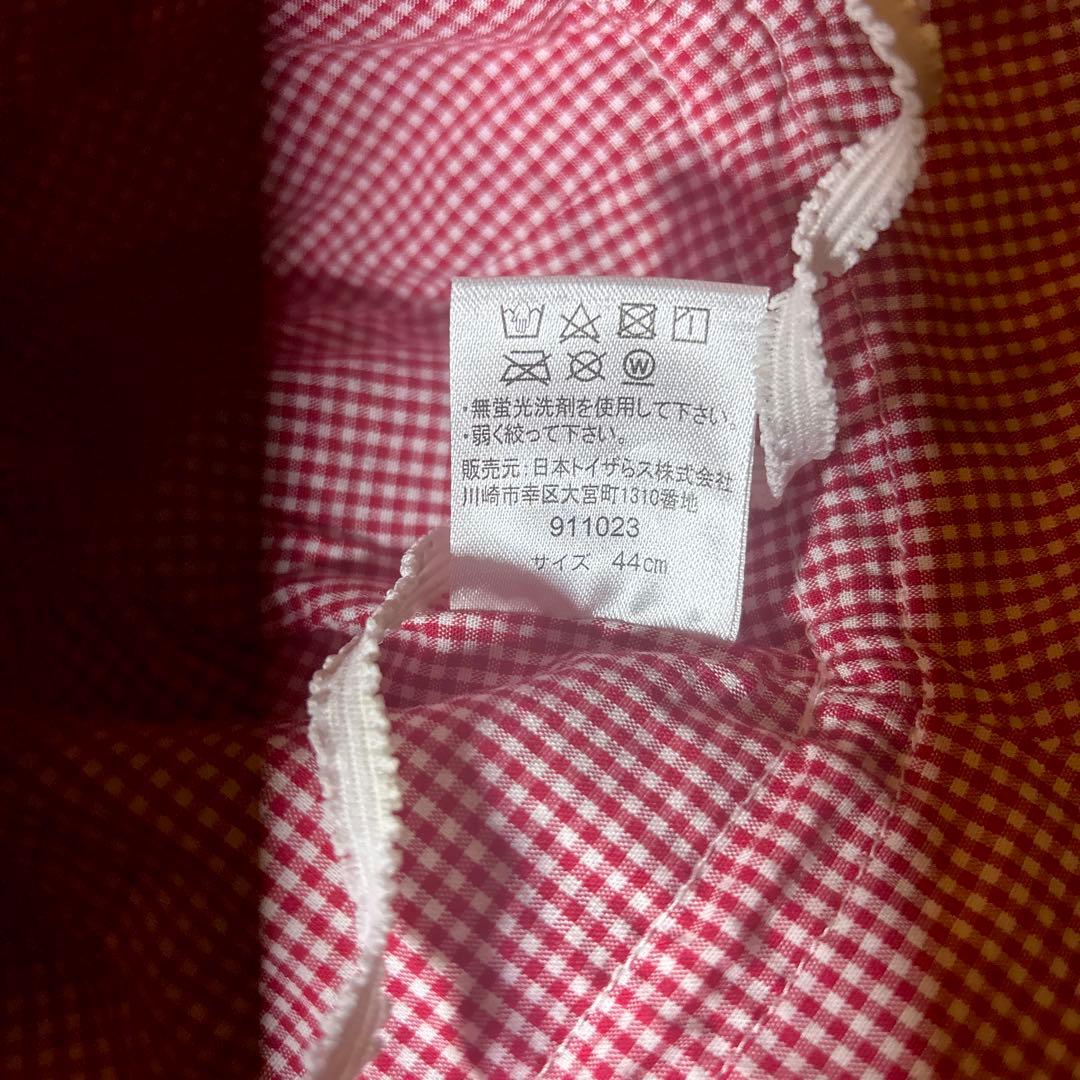 W
・無蛍光洗剤を使用して下さい。
・弱く絞って下さい。
販売元:日本トイザらス株式会社
川崎市幸区大宮町1310番地
911023
サイズ 44cm